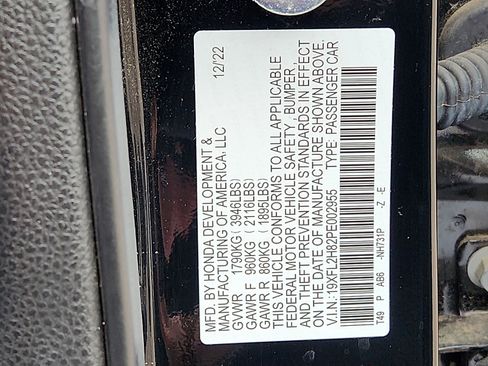 MFD. BY HONDA DEVELOPMENT &
MANUFACTURING OF AMERICA, LLC 12/22
GVWR 1790KG (3946LBS)
GAWR F 960KG (2116LBS)
GAWR R 860KG (1895LBS)
THIS VEHICLE CONFORMS TO ALL APPLICABLE
FEDERAL MOTOR VEHICLE SAFETY, BUMPER,
AND THEFT PREVENTION STANDARDS IN EFFECT
ON THE DATE OF MANUFACTURE SHOWN ABOVE.
V.I.N:19XFL2H82PE002955 TYPE: PASSENGER CAR
T49 P AB6 -NH731P -Z -E